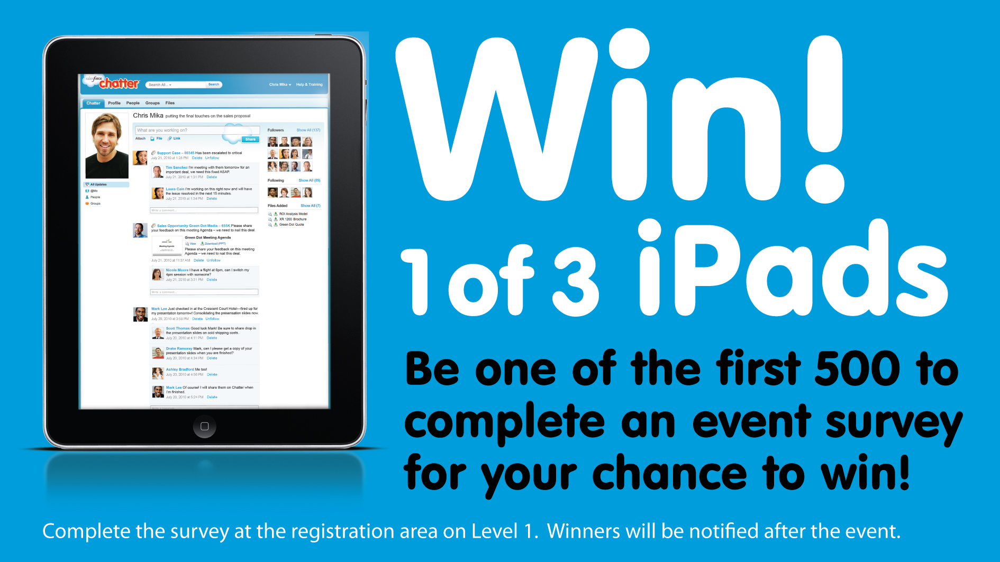 salesforce
chatter
Search All...
Search
Chris Mika
Help & Training
Chatter Profile People Groups Files
Chris Mika putting the final touches on the sales proposal
What are you working on?
Attach File Link
Share
All Updates
@Me
People
Groups
Support Case – 00345 Has been escalated to critical
July 21, 2010 at 1:28 PM Delete Unfollow
Tim Sanchez I'm meeting with them tomorrow for an
important deal, we need this fixed ASAP.
July 21, 2010 at 1:31 PM Delete
Laura Cain I'm working on this right now and will have
the issue resolved in the next 15 minutes.
July 21, 2010 at 1:34 PM Delete
Write a comment...
Sales Opportunity Green Dot Media – 655K Please share
your feedback on this meeting Agenda – we need to nail this deal.
Meeting Agenda
Green Dot Meeting Agenda
View Download (PPT)
Please share your feedback on this meeting
Agenda – we need to nail this deal.
July 21, 2010 at 11:37 AM Delete Unfollow
Nicole Moore I have a flight at 6pm, can I switch my
4pm session with someone?
July 21, 2010 at 3:31 PM Delete
Write a comment...
Mark Lee Just checked in at the Crescent Court Hotel—fired up for
my presentation tomorrow! Consolidating the presensation slides now.
July 20, 2010 at 3:58 PM Delete Unfollow
Scott Thomas Good luck Mark! Be sure to share drop in
the presentation slides on cold shipping costs.
July 20, 2010 at 4:11 PM Delete
Drake Ramoray Mark, can I please get a copy of your
presentation slides when you are finished?
July 20, 2010 at 4:34 PM Delete
Ashley Bradford Me too!
July 20, 2010 at 4:56 PM Delete
Mark Lee Of course! I will share them on Chatter when
I'm finished.
July 20, 2010 at 5:24 PM Delete
Followers Show All (137)
Following Show All (89)
Files Added Show All (7)
ROI Analysis Model
XR 1200 Brochure
Green Dot Quote
Win!
1 of 3 iPads
Be one of the first 500 to
complete an event survey
for your chance to win!
Complete the survey at the registration area on Level 1. Winners will be notified after the event.